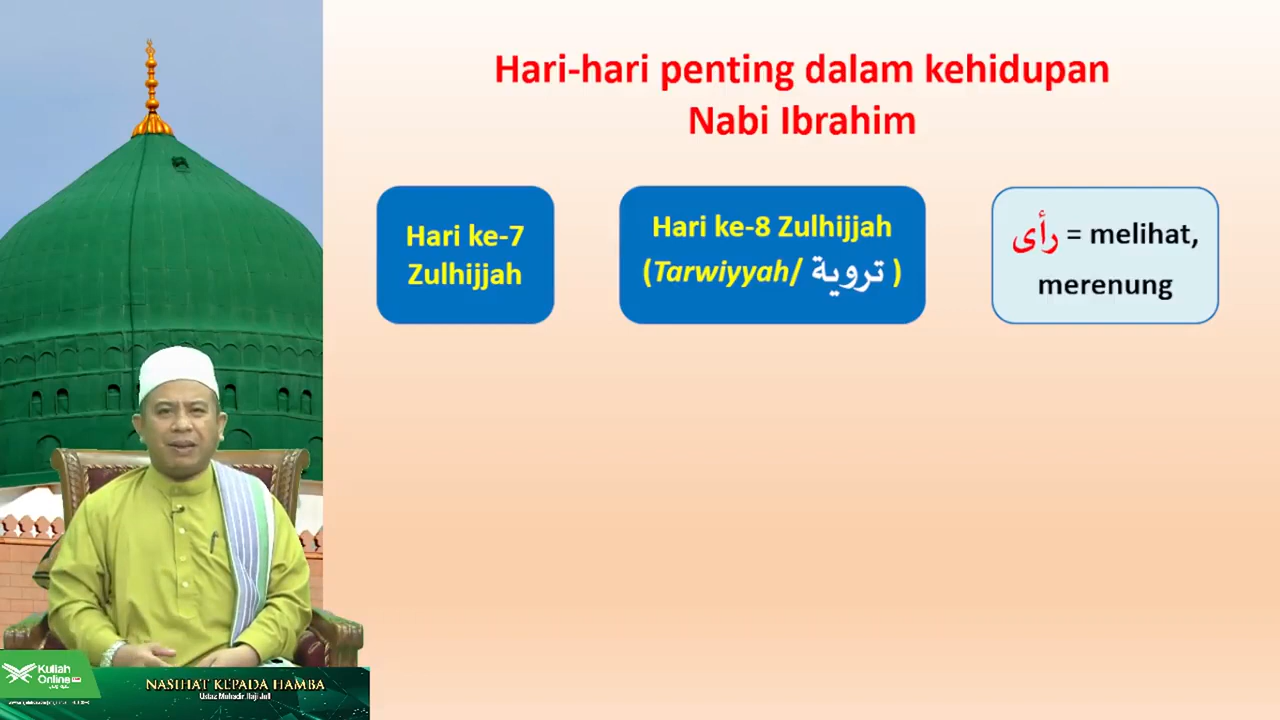 Hari-hari penting dalam kehidupan
Nabi Ibrahim
Hari ke-7
Zulhijjah
Hari ke-8 Zulhijjah
(Tarwiyyah/ تروية )
رأى = melihat,
merenung
Kuliah
Online
NASIHAT KEPADA HAMBA